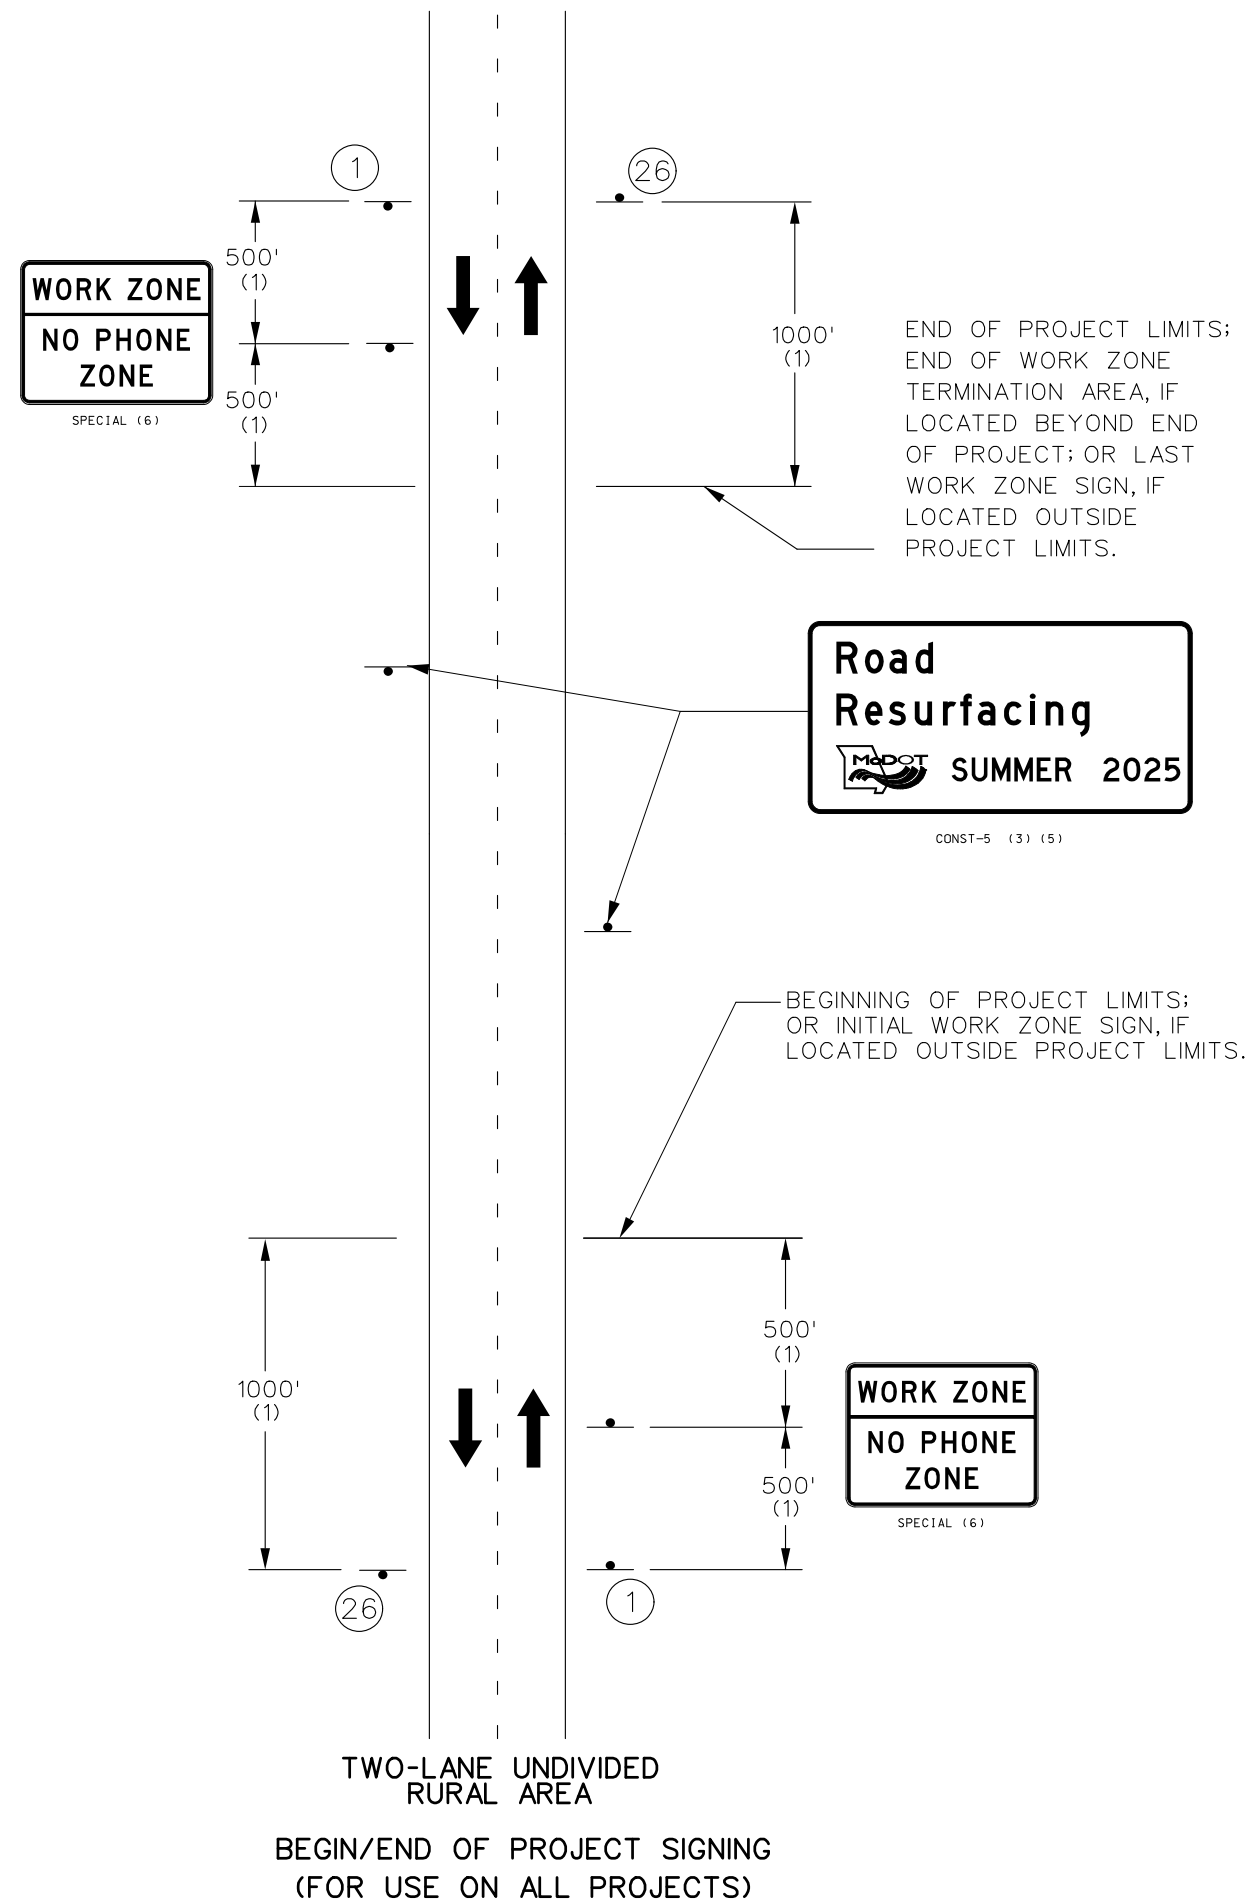 1
26
500'
(1)
WORK ZONE
NO PHONE
ZONE
SPECIAL (6)
500'
(1)
1000'
(1)
END OF PROJECT LIMITS;
END OF WORK ZONE
TERMINATION AREA, IF
LOCATED BEYOND END
OF PROJECT; OR LAST
WORK ZONE SIGN, IF
LOCATED OUTSIDE
PROJECT LIMITS.
Road
Resurfacing
MoDOT SUMMER 2025
CONST-5 (3) (5)
BEGINNING OF PROJECT LIMITS;
OR INITIAL WORK ZONE SIGN, IF
LOCATED OUTSIDE PROJECT LIMITS.
1000'
(1)
500'
(1)
500'
(1)
WORK ZONE
NO PHONE
ZONE
SPECIAL (6)
26
1
TWO-LANE UNDIVIDED
RURAL AREA
BEGIN/END OF PROJECT SIGNING
(FOR USE ON ALL PROJECTS)